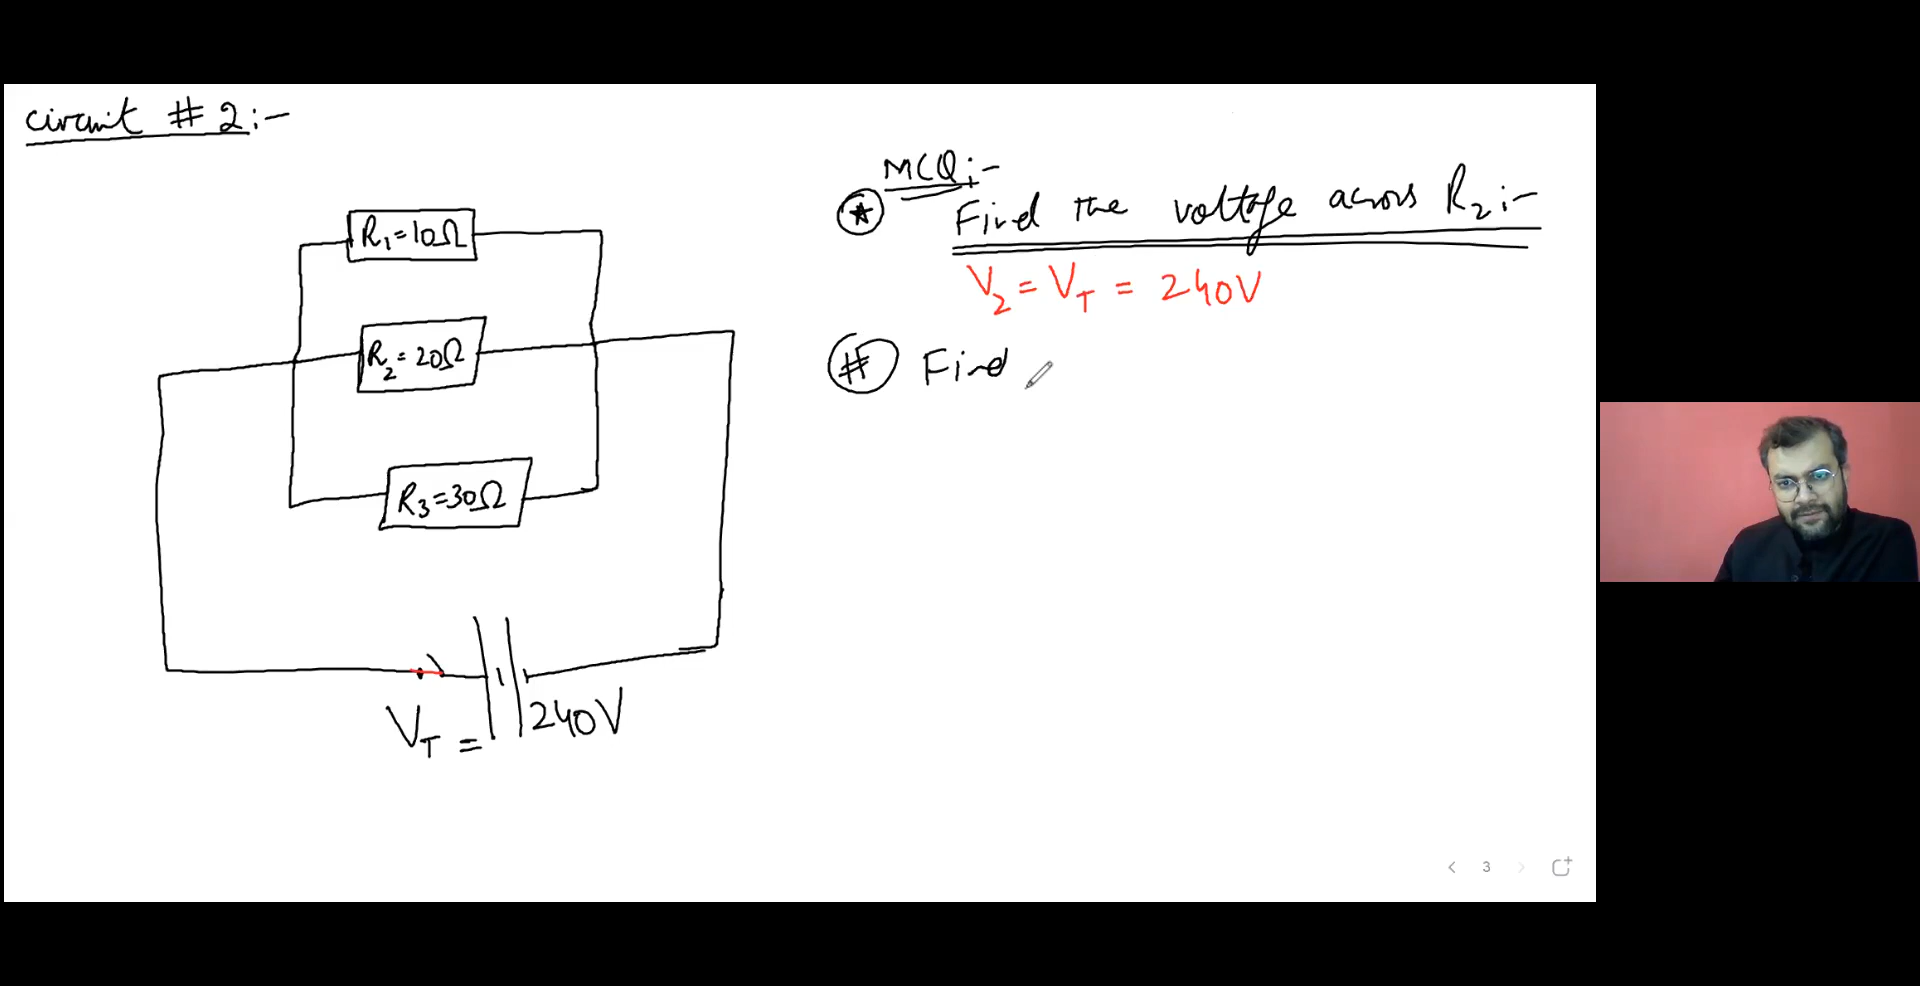 circuit # 2:-
MCQ:-
Find the voltage across R2:-
V2 = VT = 240V
# Find
R1=10Ω
R2=20Ω
R3=30Ω
VT = 240V
3